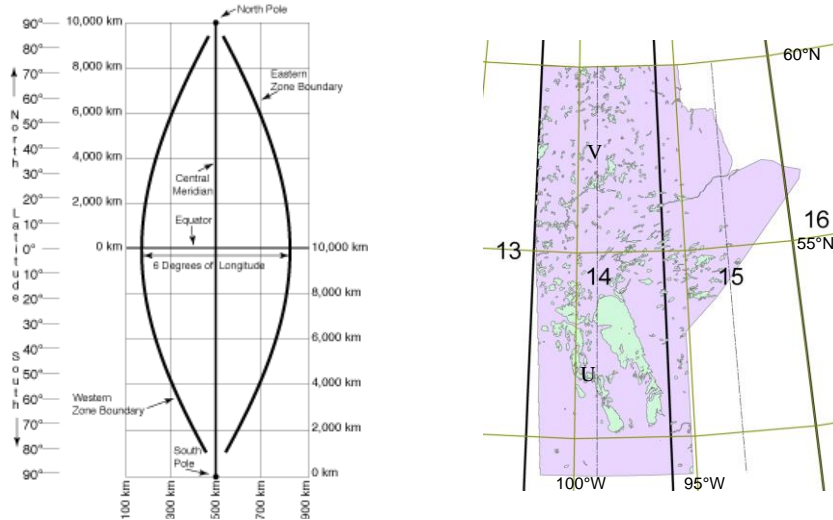 90°
80°
70°
60°
50°
40°
30°
20°
10°
0°
10°
20°
30°
40°
50°
60°
70°
80°
90°
North
Latitude
South
10,000 km
8,000 km
6,000 km
4,000 km
2,000 km
0 km
North Pole
Eastern
Zone Boundary
Central
Meridian
Equator
6 Degrees of Longitude
Western
Zone Boundary
South
Pole
10,000 km
8,000 km
6,000 km
4,000 km
2,000 km
0 km
100 km
300 km
500 km
700 km
900 km
60°N
V
13
14
15
16
55°N
U
100°W
95°W